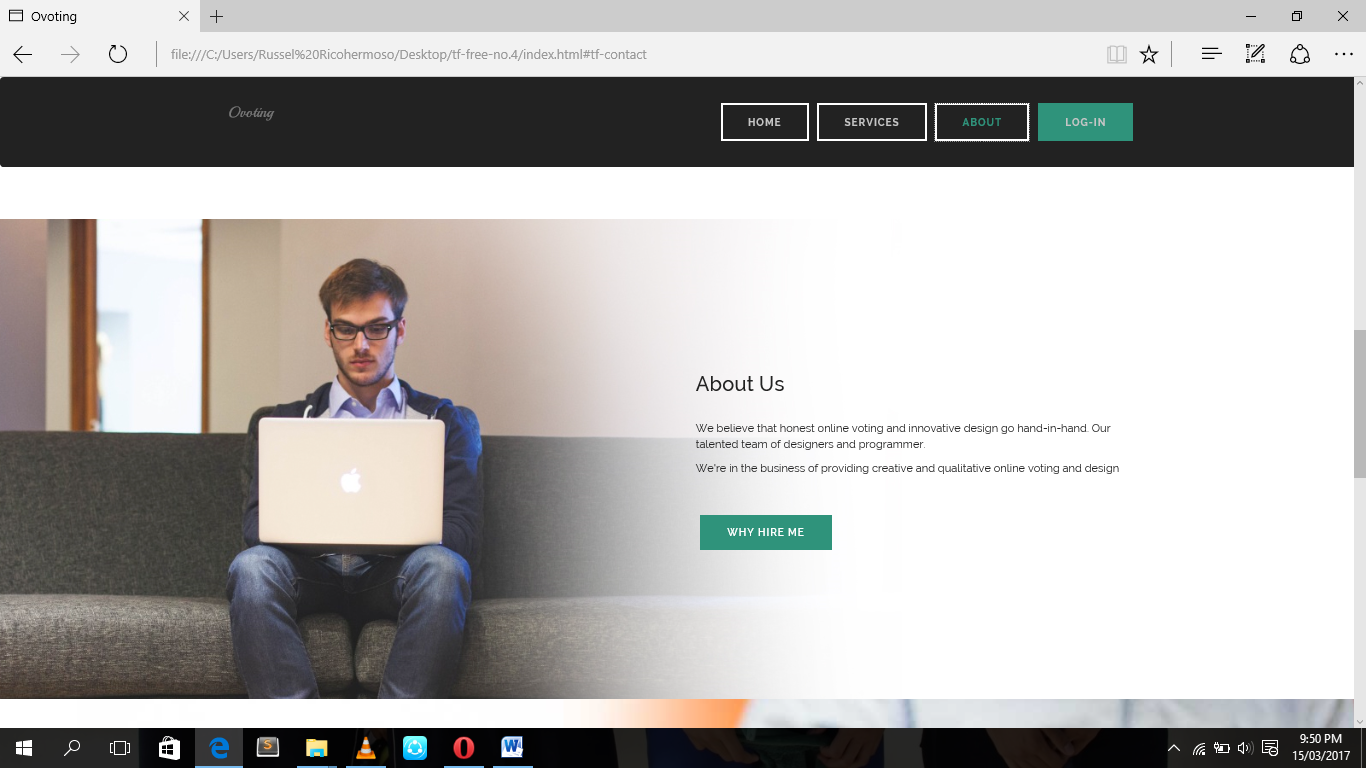 Ovoting
file:///C:/Users/Russel%20Ricohermoso/Desktop/tf-free-no.4/index.html#tf-contact
Ovoting
HOME
SERVICES
ABOUT
LOG-IN
About Us
We believe that honest online voting and innovative design go hand-in-hand. Our
talented team of designers and programmer.
We're in the business of providing creative and qualitative online voting and design
WHY HIRE ME
9:50 PM
15/03/2017